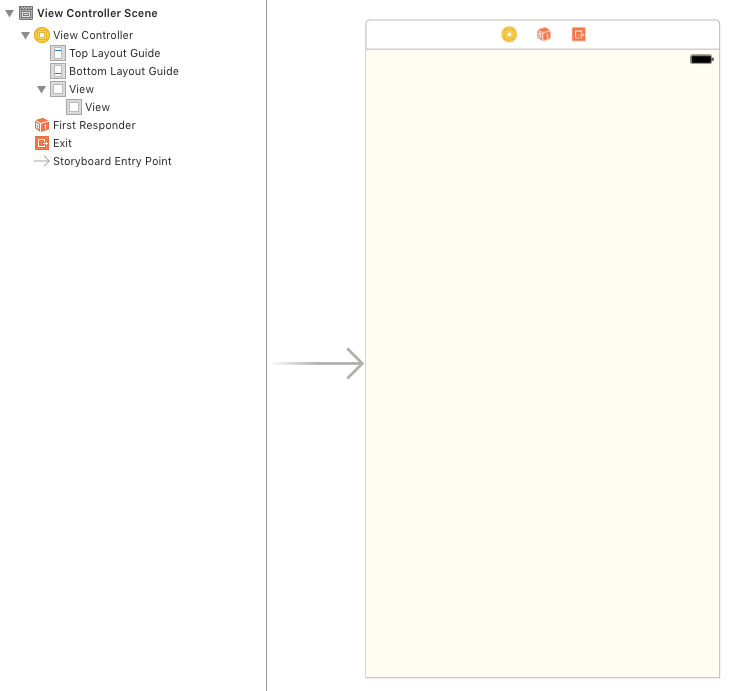 View Controller Scene
View Controller
Top Layout Guide
Bottom Layout Guide
View
View
First Responder
Exit
Storyboard Entry Point